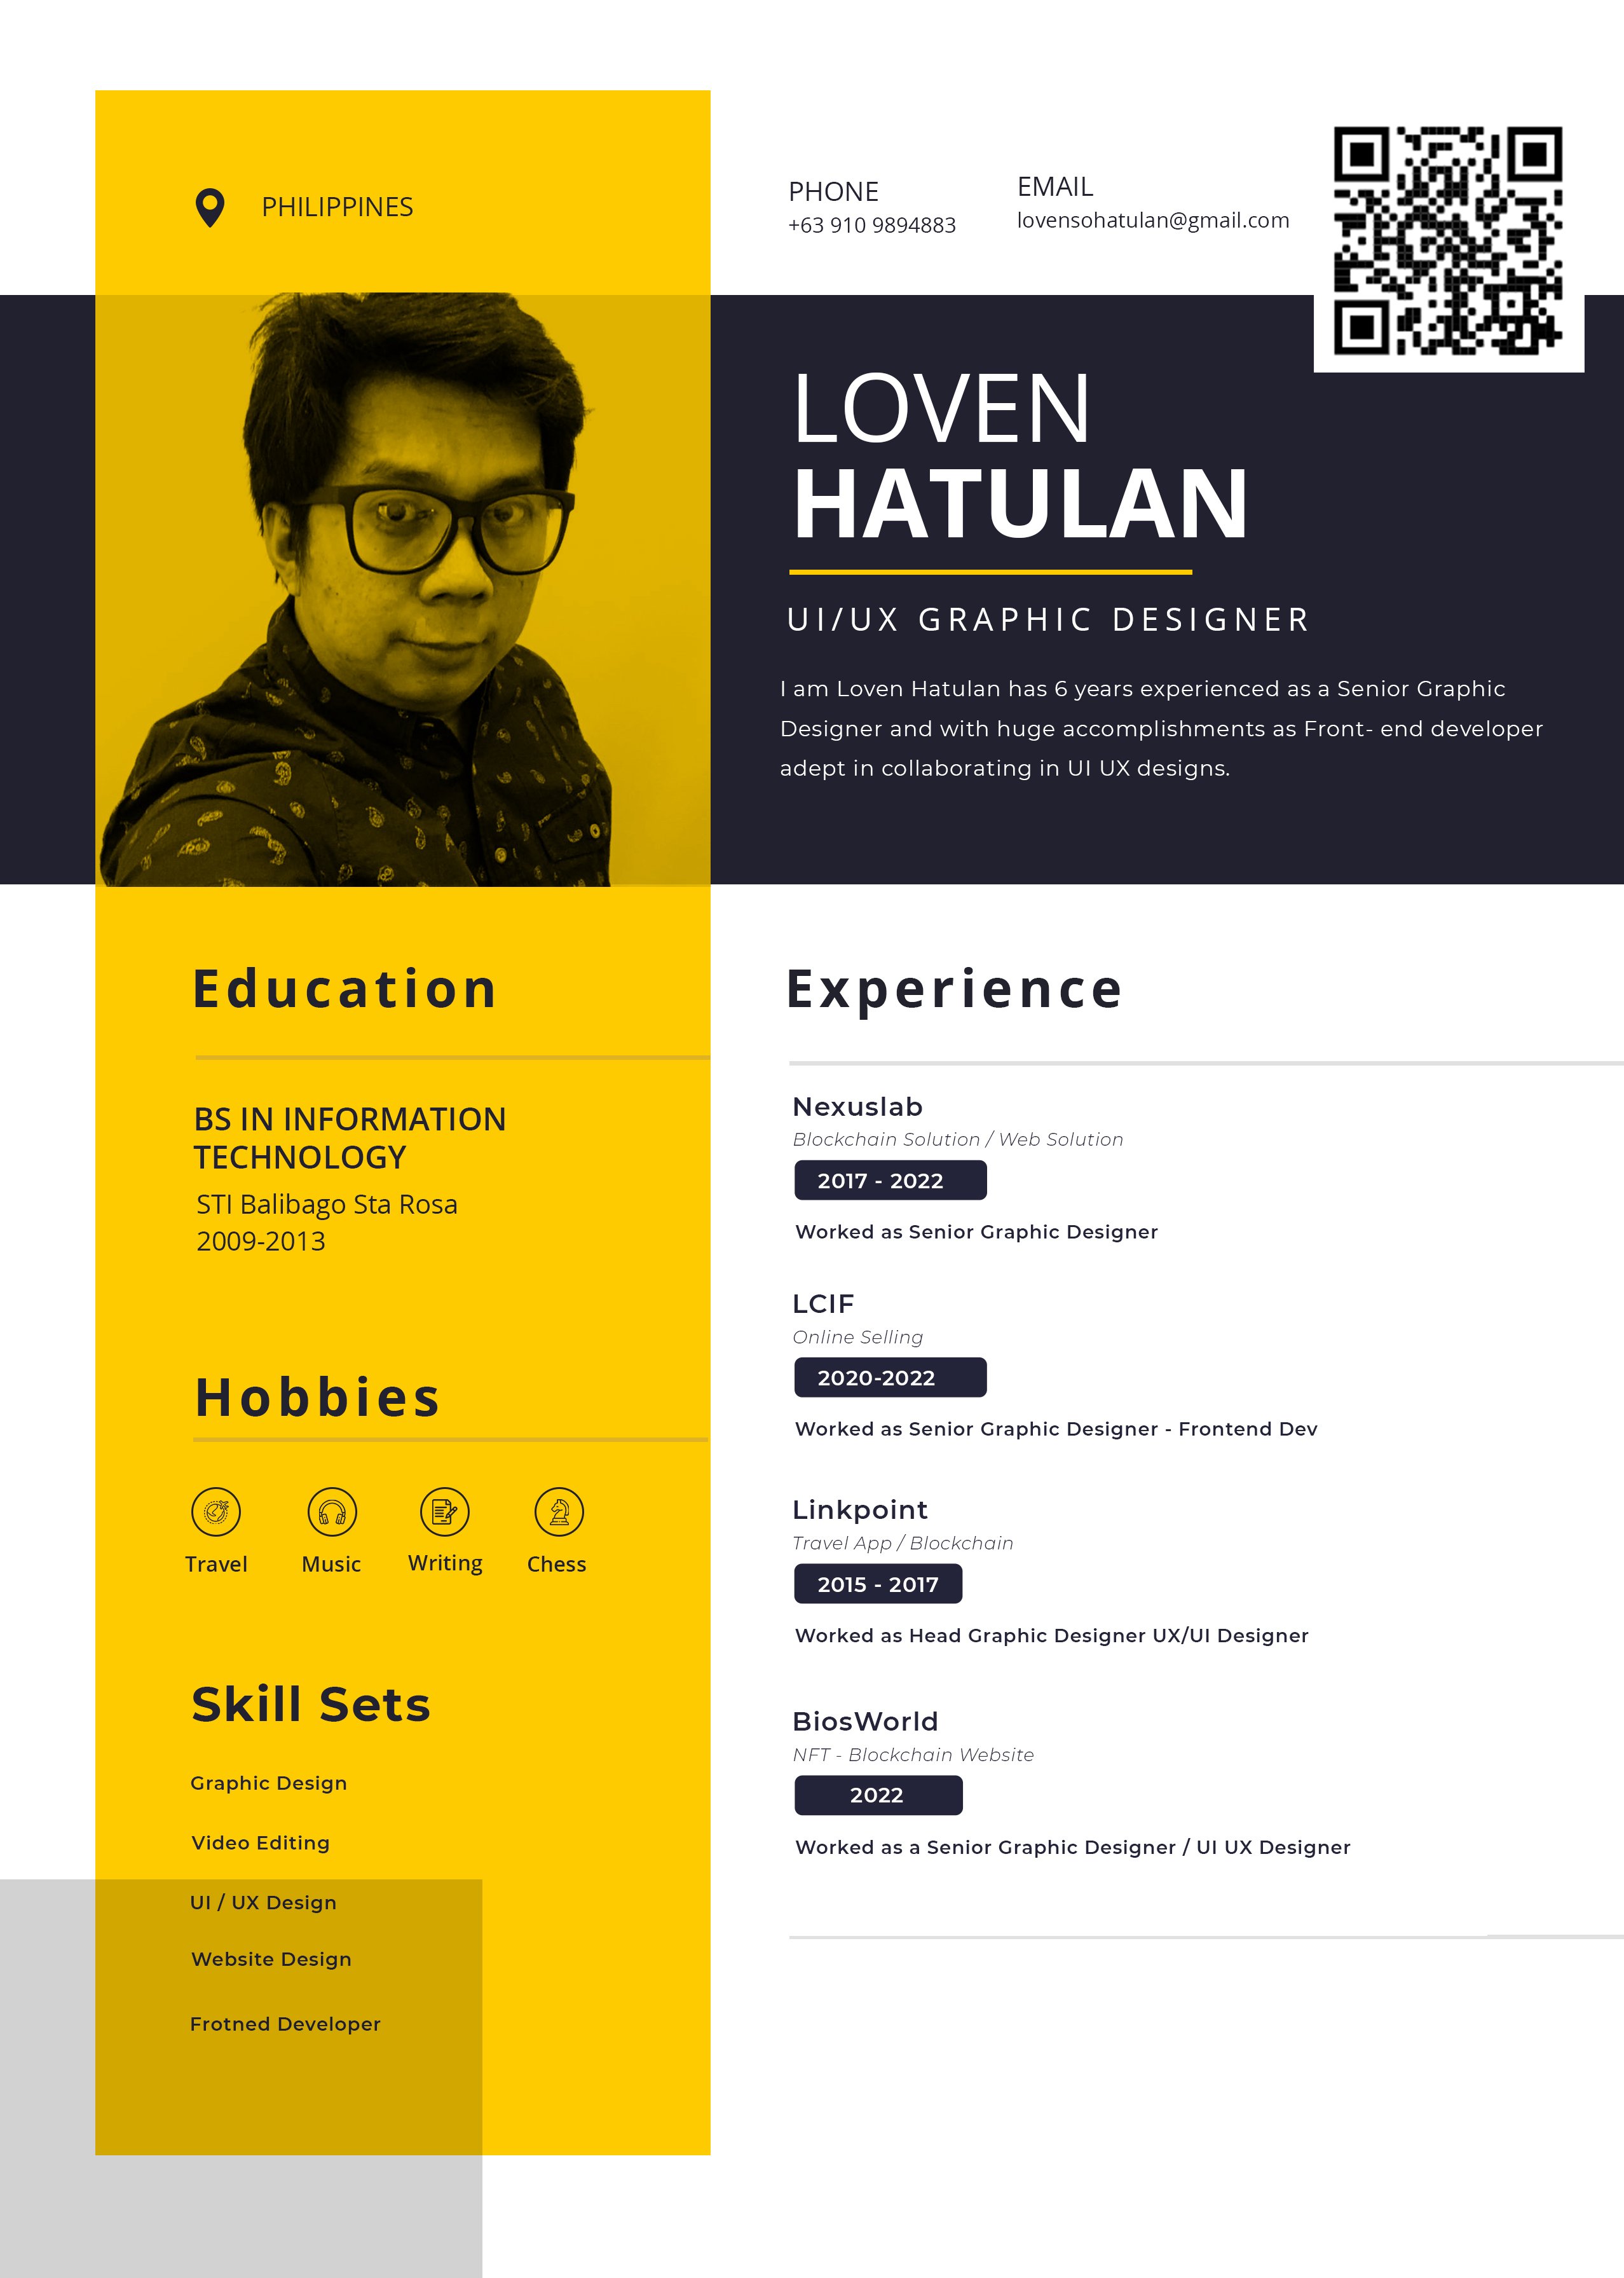 PHILIPPINES
PHONE
+63 910 9894883
EMAIL
lovensohatulan@gmail.com
LOVEN
HATULAN
UI/UX GRAPHIC DESIGNER
I am Loven Hatulan has 6 years experienced as a Senior Graphic
Designer and with huge accomplishments as Front- end developer
adept in collaborating in UI UX designs.
Education
BS IN INFORMATION
TECHNOLOGY
STI Balibago Sta Rosa
2009-2013
Hobbies
Travel
Music
Writing
Chess
Skill Sets
Graphic Design
Video Editing
UI / UX Design
Website Design
Frotned Developer
Experience
Nexuslab
Blockchain Solution / Web Solution
2017 - 2022
Worked as Senior Graphic Designer
LCIF
Online Selling
2020-2022
Worked as Senior Graphic Designer - Frontend Dev
Linkpoint
Travel App / Blockchain
2015 - 2017
Worked as Head Graphic Designer UX/UI Designer
BiosWorld
NFT - Blockchain Website
2022
Worked as a Senior Graphic Designer / UI UX Designer